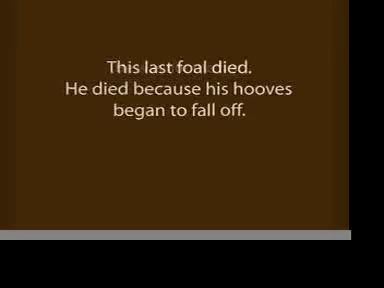 This last foal died.
He died because his hooves
began to fall off.